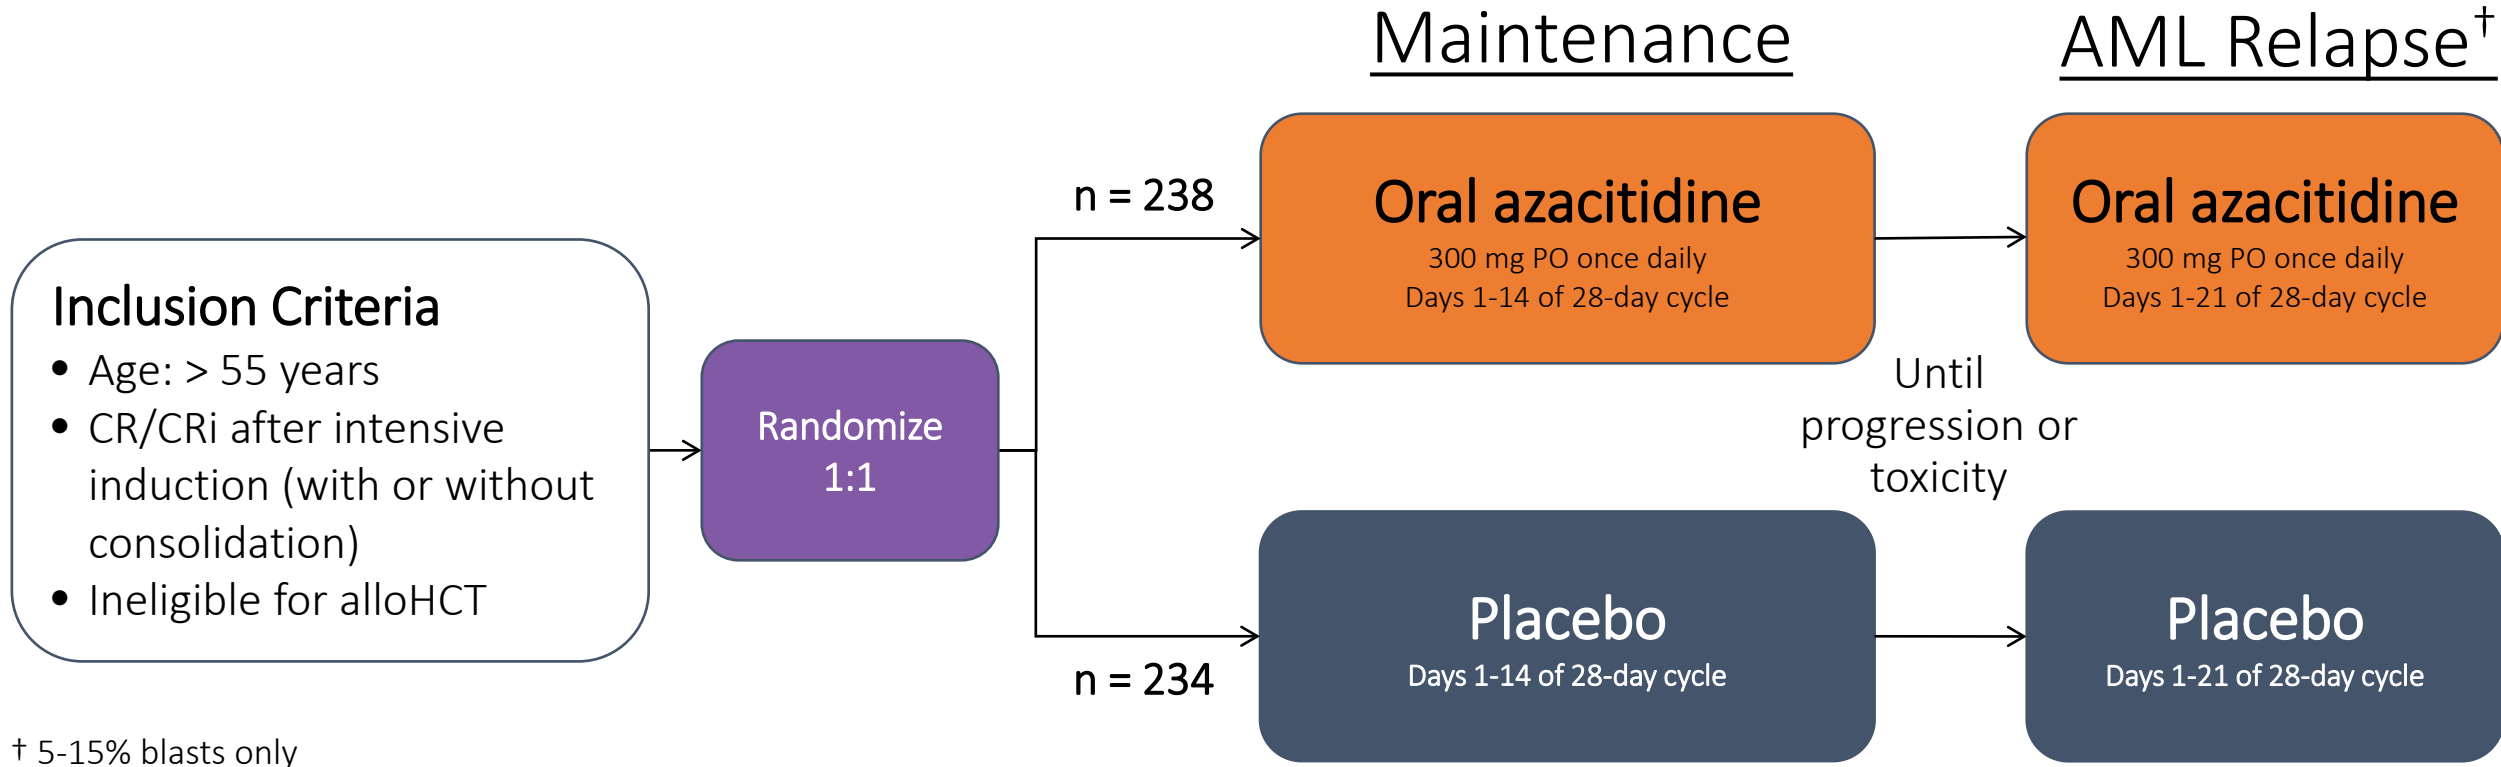 Maintenance
AML Relapse†
Inclusion Criteria
• Age: > 55 years
• CR/CRi after intensive
induction (with or without
consolidation)
• Ineligible for alloHCT
Randomize
1:1
n = 238
Oral azacitidine
300 mg PO once daily
Days 1-14 of 28-day cycle
Oral azacitidine
300 mg PO once daily
Days 1-21 of 28-day cycle
Until
progression or
toxicity
n = 234
Placebo
Days 1-14 of 28-day cycle
Placebo
Days 1-21 of 28-day cycle
† 5-15% blasts only